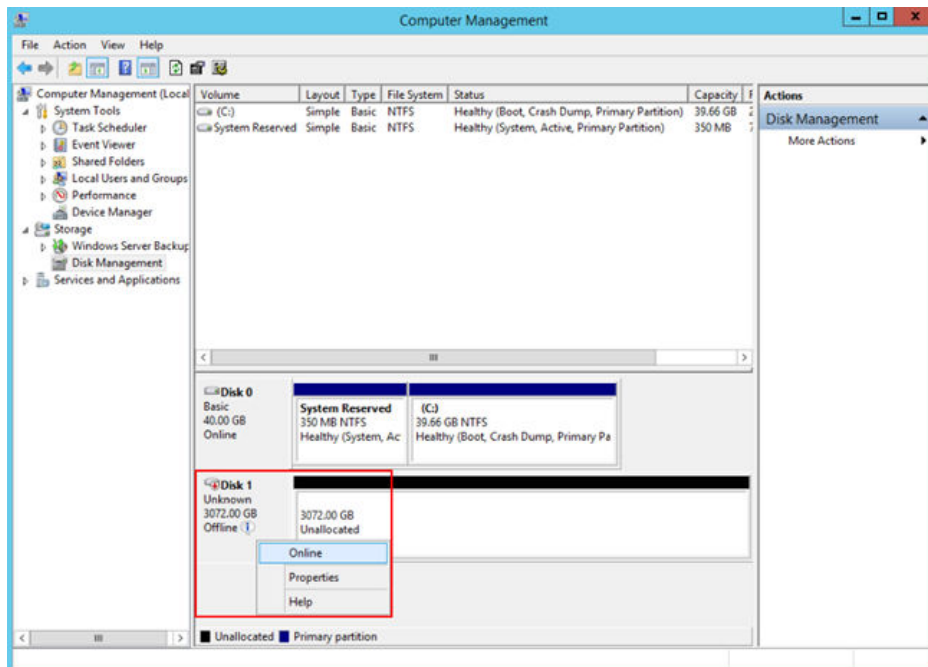 Computer Management
File Action View Help
Computer Management (Local
System Tools
Task Scheduler
Event Viewer
Shared Folders
Local Users and Groups
Performance
Device Manager
Storage
Windows Server Backup
Disk Management
Services and Applications
Volume Layout Type File System Status Capacity F
(C:) Simple Basic NTFS Healthy (Boot, Crash Dump, Primary Partition) 39.66 GB
System Reserved Simple Basic NTFS Healthy (System, Active, Primary Partition) 350 MB
Actions
Disk Management
More Actions
Disk 0
Basic
40.00 GB
Online
System Reserved
350 MB NTFS
Healthy (System, Ac
(C:)
39.66 GB NTFS
Healthy (Boot, Crash Dump, Primary Pa
Disk 1
Unknown
3072.00 GB
Offline
3072.00 GB
Unallocated
Online
Properties
Help
Unallocated Primary partition